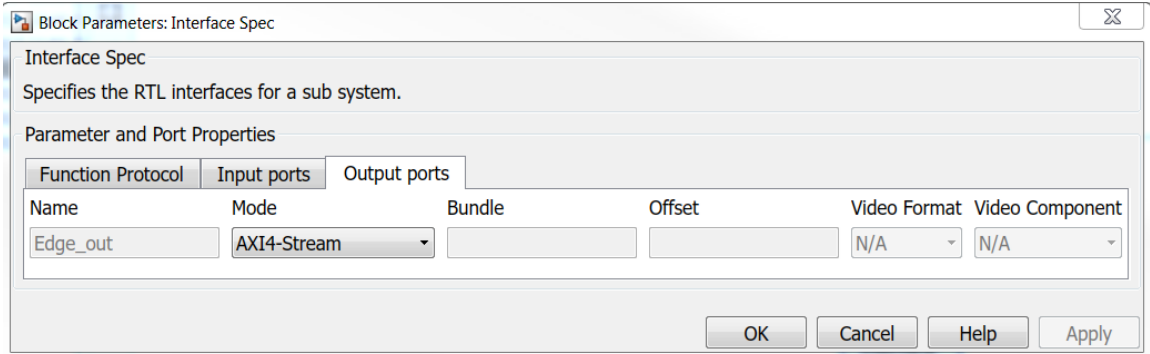 Block Parameters: Interface Spec
Interface Spec
Specifies the RTL interfaces for a sub system.
Parameter and Port Properties
Function Protocol Input ports Output ports
Name Mode Bundle Offset Video Format Video Component
Edge_out AXI4-Stream N/A N/A
OK Cancel Help Apply